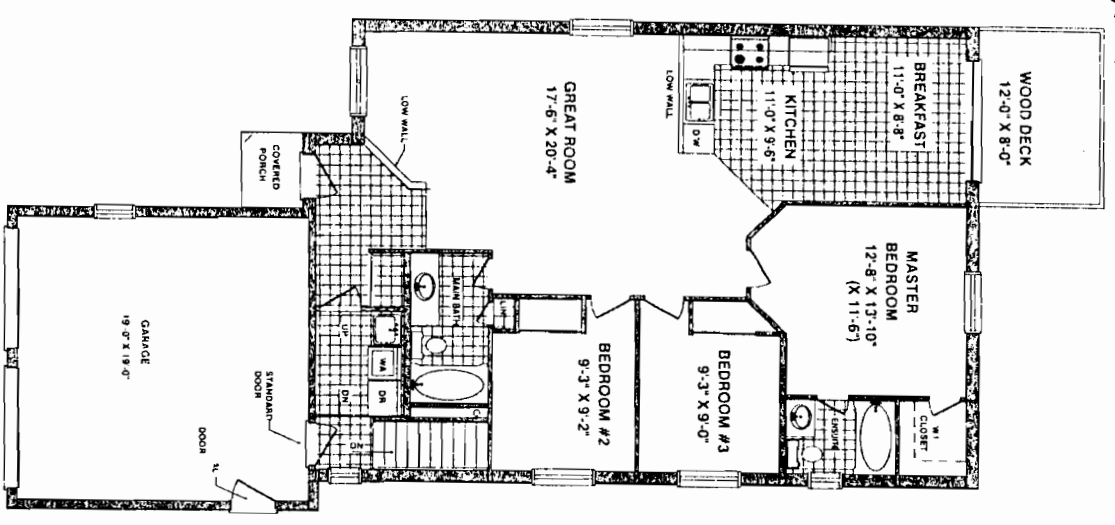 WOOD DECK
12'-0" X 8'-0"
BREAKFAST
11'-0" X 8'-8"
KITCHEN
11'-0" X 9'-6"
D'W
LOW WALL
GREAT ROOM
17'-6" X 20'-4"
LOW WALL
COVERED
PORCH
MASTER
BEDROOM
12'-8" X 13'-10"
(X 11'-6")
W'I
CLOSET
ENSUITE
BEDROOM #3
9'-3" X 9'-0"
BEDROOM #2
9'-3" X 9'-2"
LIN
MAIN BATH
CL
UP
WA
DR
DN
DN
GARAGE
19'-0" X 19'-0"
STANDARD
DOOR
DOOR